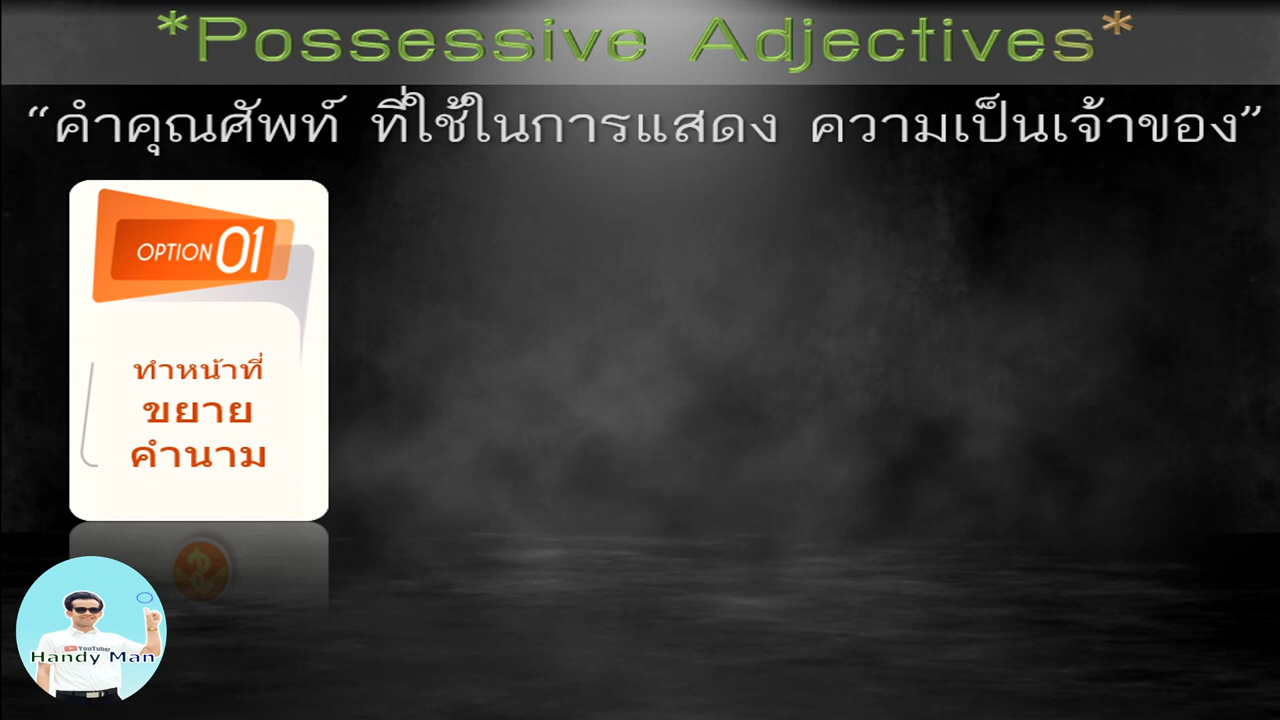 *Possessive Adjectives*
“คำคุณศัพท์ ที่ใช้ในการแสดง ความเป็นเจ้าของ”
OPTION 01
ทำหน้าที่
ขยาย
คำนาม
YouTuber
Handy Man